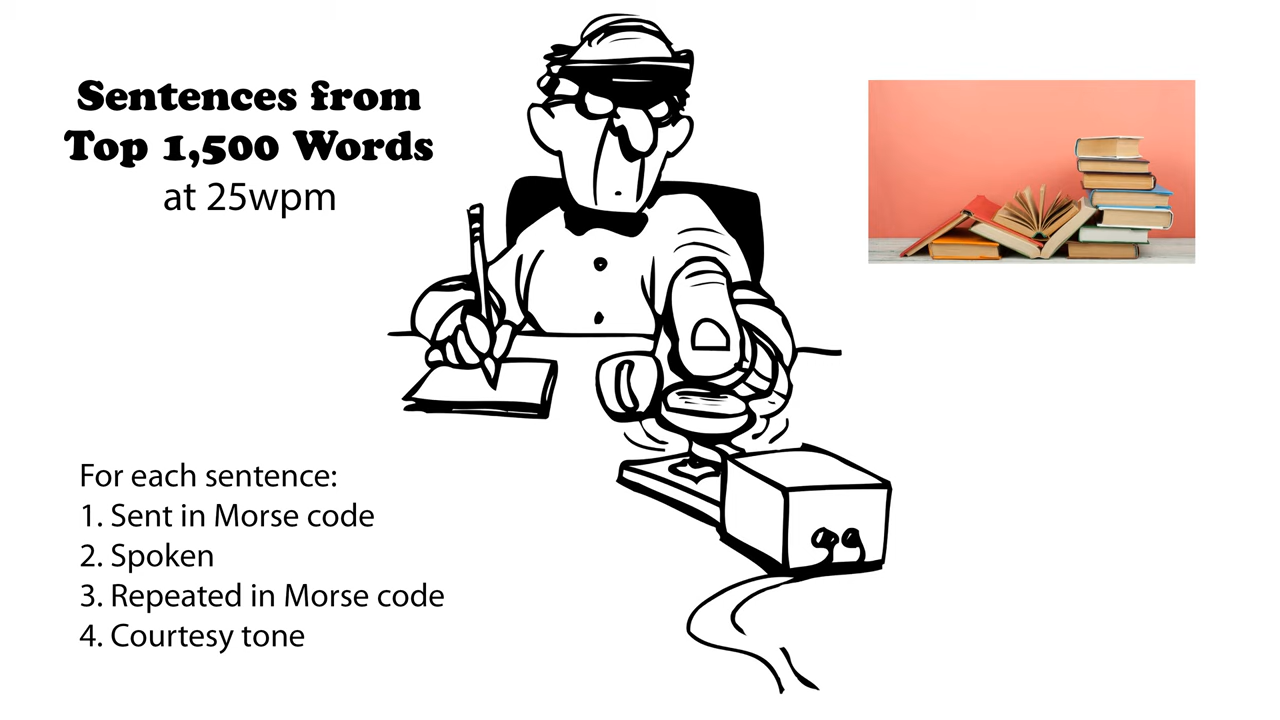 Sentences from
Top 1,500 Words
at 25wpm
For each sentence:
1. Sent in Morse code
2. Spoken
3. Repeated in Morse code
4. Courtesy tone